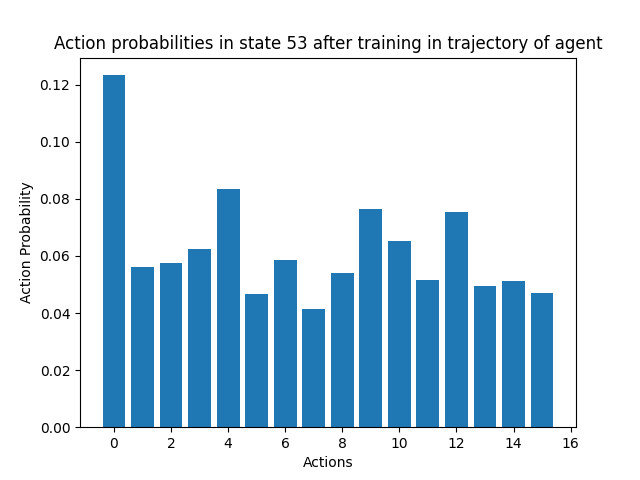 Action probabilities in state 53 after training in trajectory of agent
0.12
0.10
0.08
0.06
0.04
0.02
0.00
Action Probability
0 2 4 6 8 10 12 14 16
Actions